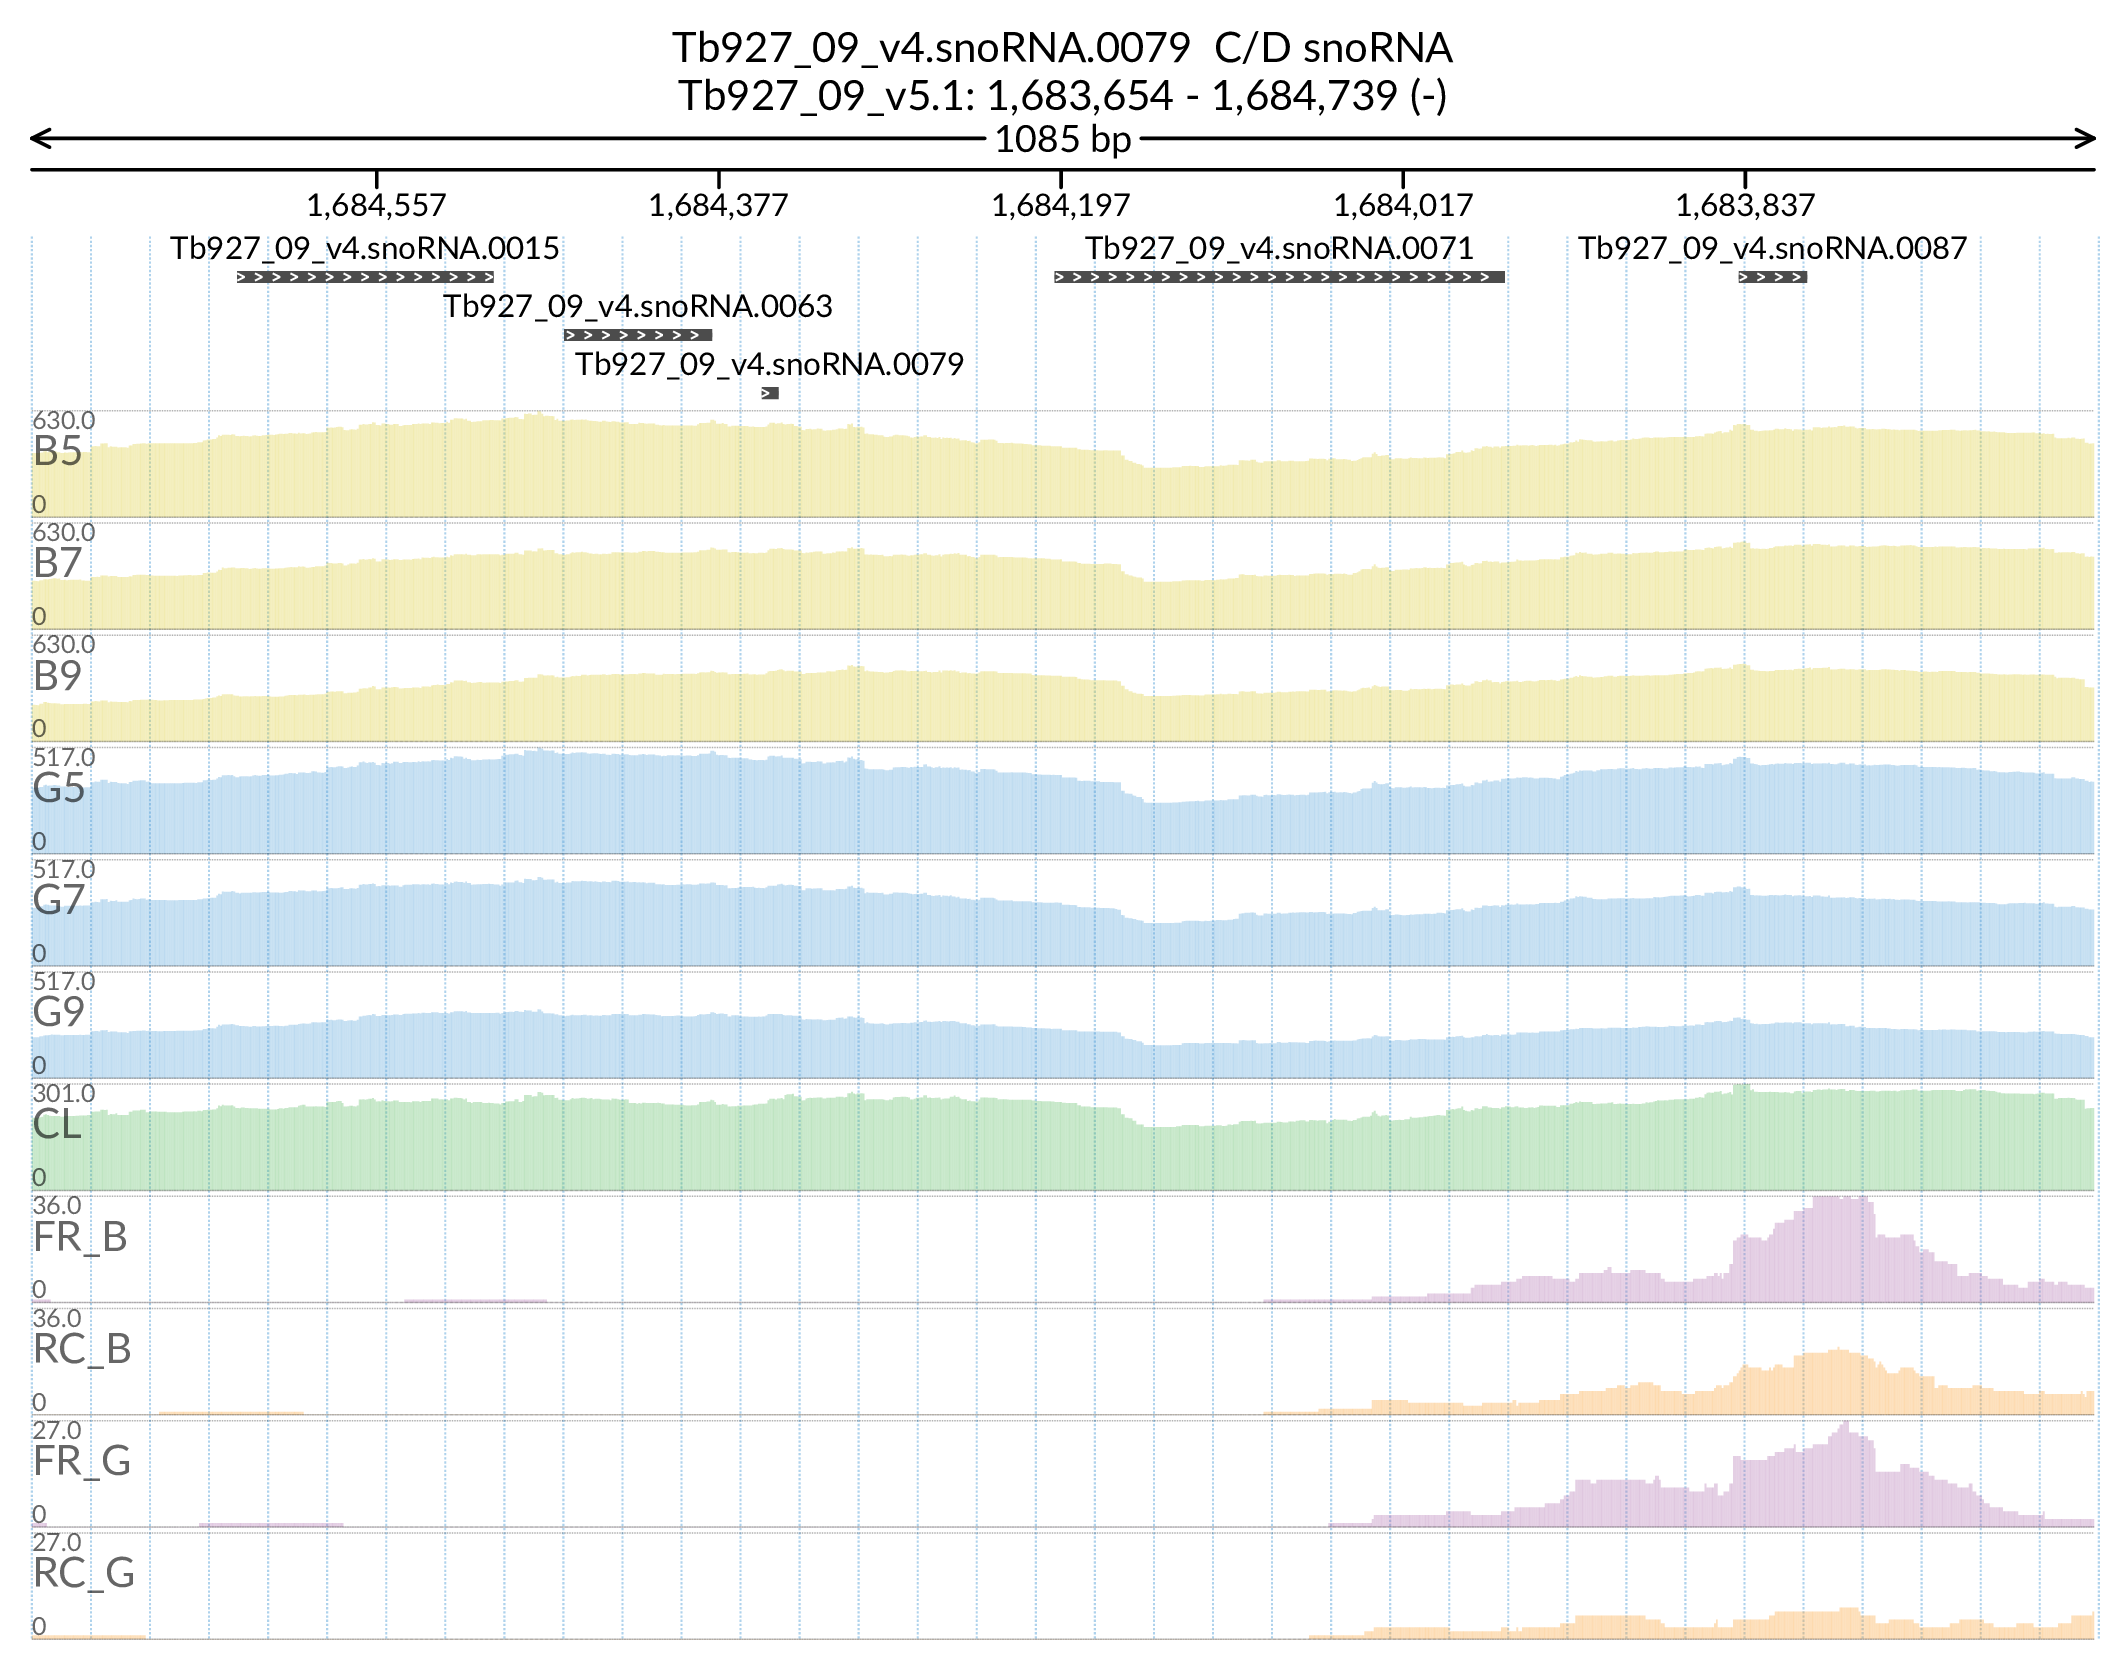 Tb927_09_v4.snoRNA.0079  C/D snoRNA
Tb927_09_v5.1: 1,683,654 - 1,684,739 (-)
1085 bp
1,684,557 1,684,377 1,684,197 1,684,017 1,683,837
Tb927_09_v4.snoRNA.0015 Tb927_09_v4.snoRNA.0071 Tb927_09_v4.snoRNA.0087
Tb927_09_v4.snoRNA.0063
Tb927_09_v4.snoRNA.0079
630.0
B5
0
630.0
B7
0
630.0
B9
0
517.0
G5
0
517.0
G7
0
517.0
G9
0
301.0
CL
0
36.0
FR_B
0
36.0
RC_B
0
27.0
FR_G
0
27.0
RC_G
0